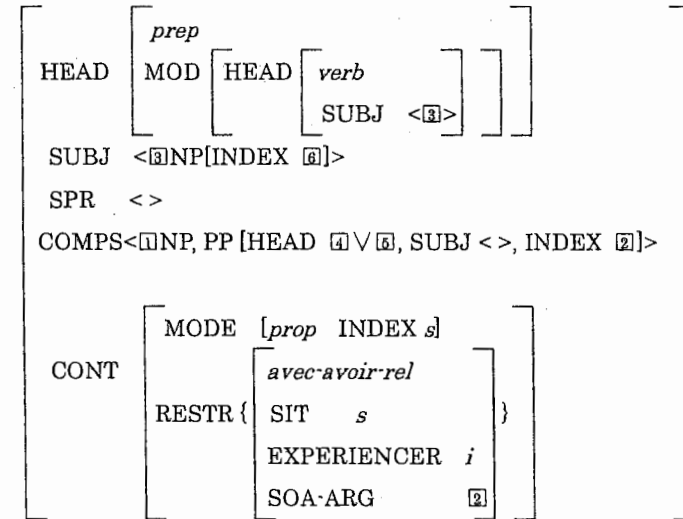 prep
HEAD MOD HEAD verb
SUBJ <3>
SUBJ <3NP[INDEX 6]>
SPR < >
COMPS<1NP, PP [HEAD 4∨5, SUBJ < >, INDEX 2]>
MODE [prop INDEX s]
CONT avec-avoir-rel
RESTR { SIT s }
EXPERIENCER i
SOA-ARG 2